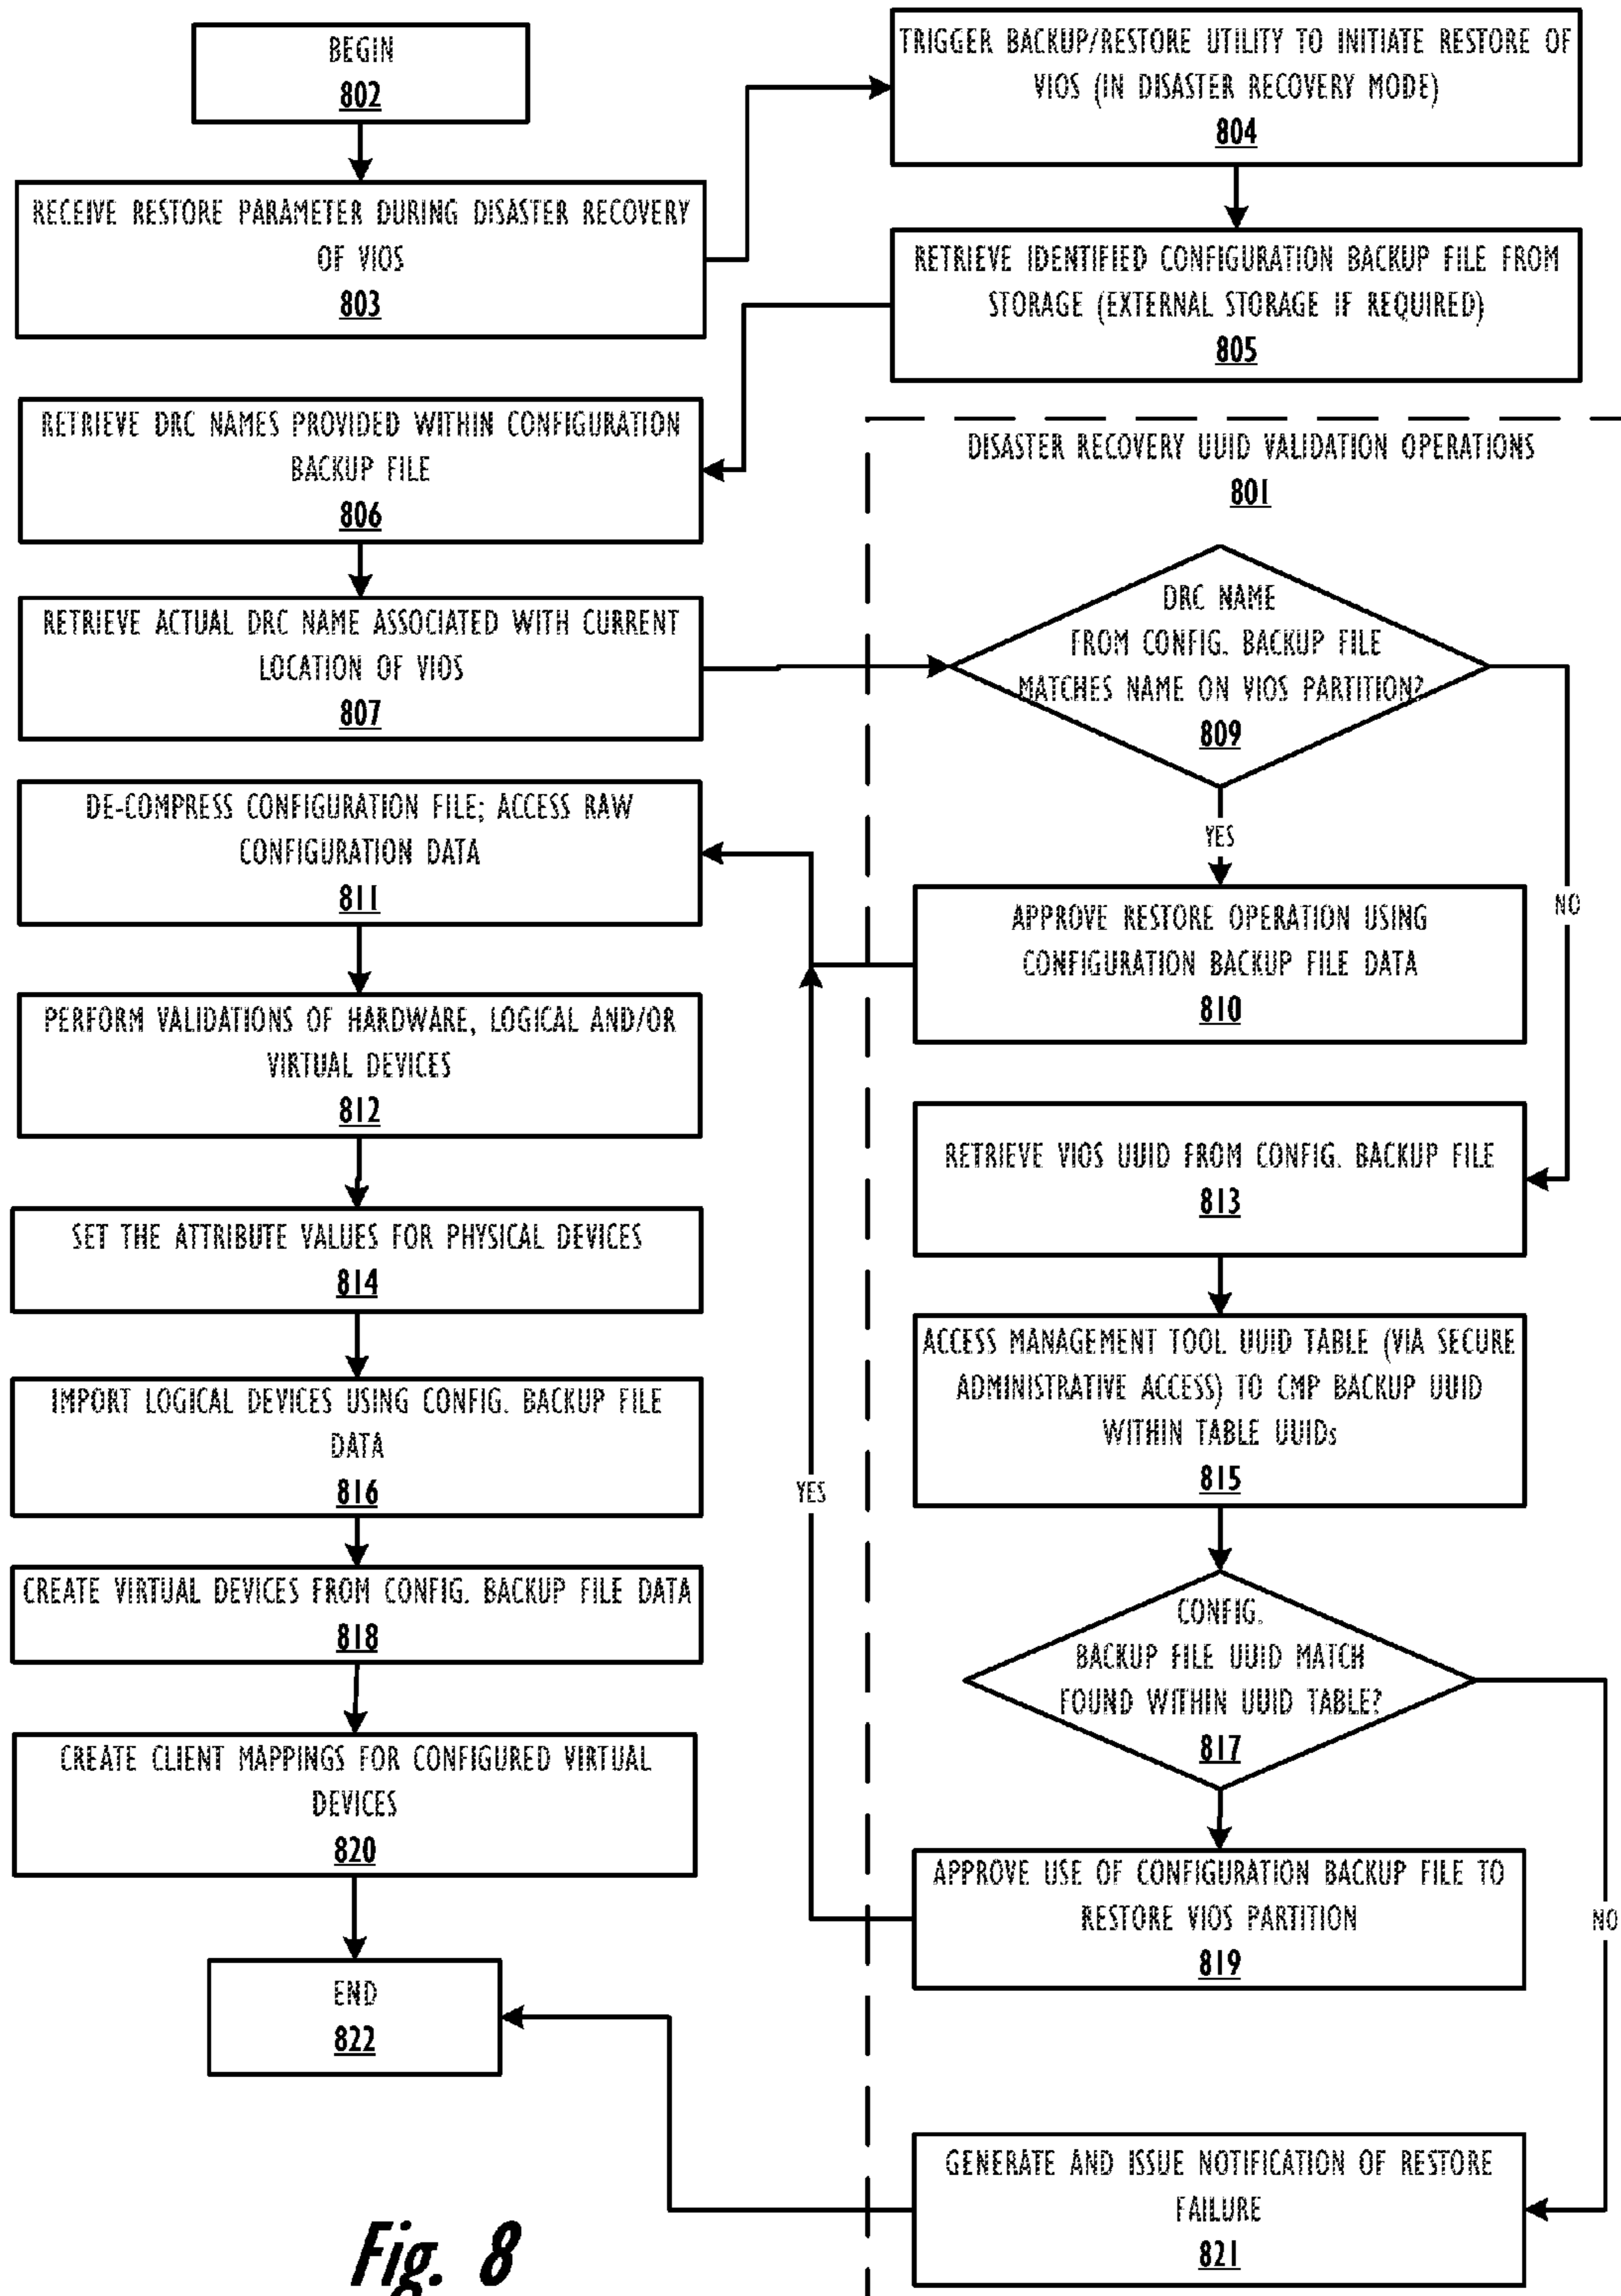 BEGIN
802
RECEIVE RESTORE PARAMETER DURING DISASTER RECOVERY
OF VIOS
803
TRIGGER BACKUP/RESTORE UTILITY TO INITIATE RESTORE OF
VIOS (IN DISASTER RECOVERY MODE)
804
RETRIEVE IDENTIFIED CONFIGURATION BACKUP FILE FROM
STORAGE (EXTERNAL STORAGE IF REQUIRED)
805
RETRIEVE DRC NAMES PROVIDED WITHIN CONFIGURATION
BACKUP FILE
806
RETRIEVE ACTUAL DRC NAME ASSOCIATED WITH CURRENT
LOCATION OF VIOS
807
DISASTER RECOVERY UUID VALIDATION OPERATIONS
801
DRC NAME
FROM CONFIG. BACKUP FILE
MATCHES NAME ON VIOS PARTITION?
809
YES
NO
APPROVE RESTORE OPERATION USING
CONFIGURATION BACKUP FILE DATA
810
DE-COMPRESS CONFIGURATION FILE; ACCESS RAW
CONFIGURATION DATA
811
PERFORM VALIDATIONS OF HARDWARE, LOGICAL AND/OR
VIRTUAL DEVICES
812
SET THE ATTRIBUTE VALUES FOR PHYSICAL DEVICES
814
IMPORT LOGICAL DEVICES USING CONFIG. BACKUP FILE
DATA
816
CREATE VIRTUAL DEVICES FROM CONFIG. BACKUP FILE DATA
818
CREATE CLIENT MAPPINGS FOR CONFIGURED VIRTUAL
DEVICES
820
END
822
RETRIEVE VIOS UUID FROM CONFIG. BACKUP FILE
813
ACCESS MANAGEMENT TOOL UUID TABLE (VIA SECURE
ADMINISTRATIVE ACCESS) TO CMP BACKUP UUID
WITHIN TABLE UUIDs
815
CONFIG.
BACKUP FILE UUID MATCH
FOUND WITHIN UUID TABLE?
817
YES
NO
APPROVE USE OF CONFIGURATION BACKUP FILE TO
RESTORE VIOS PARTITION
819
GENERATE AND ISSUE NOTIFICATION OF RESTORE
FAILURE
821
Fig. 8